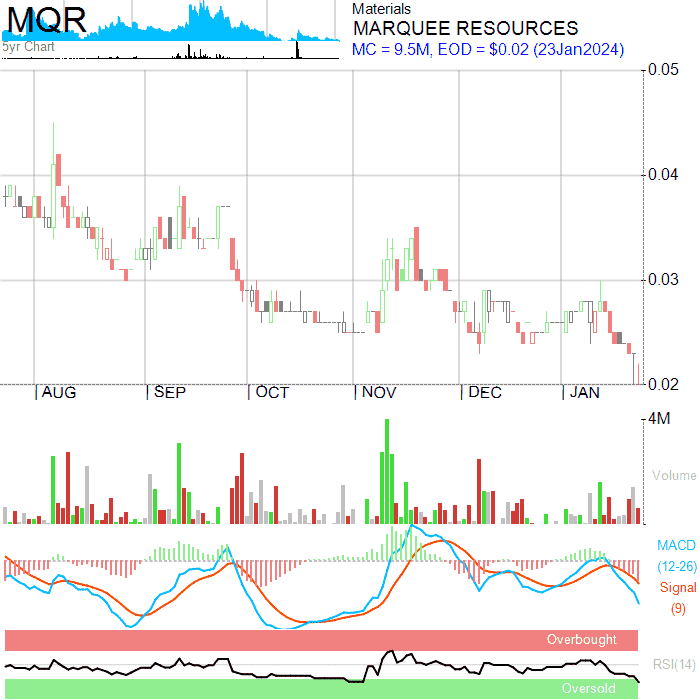 MQR
5yr Chart
Materials
MARQUEE RESOURCES
MC = 9.5M, EOD = $0.02 (23Jan2024)
0.05
0.04
0.03
0.02
AUG SEP OCT NOV DEC JAN
4M
Volume
MACD
(12-26)
Signal
(9)
Overbought
RSI(14)
Oversold